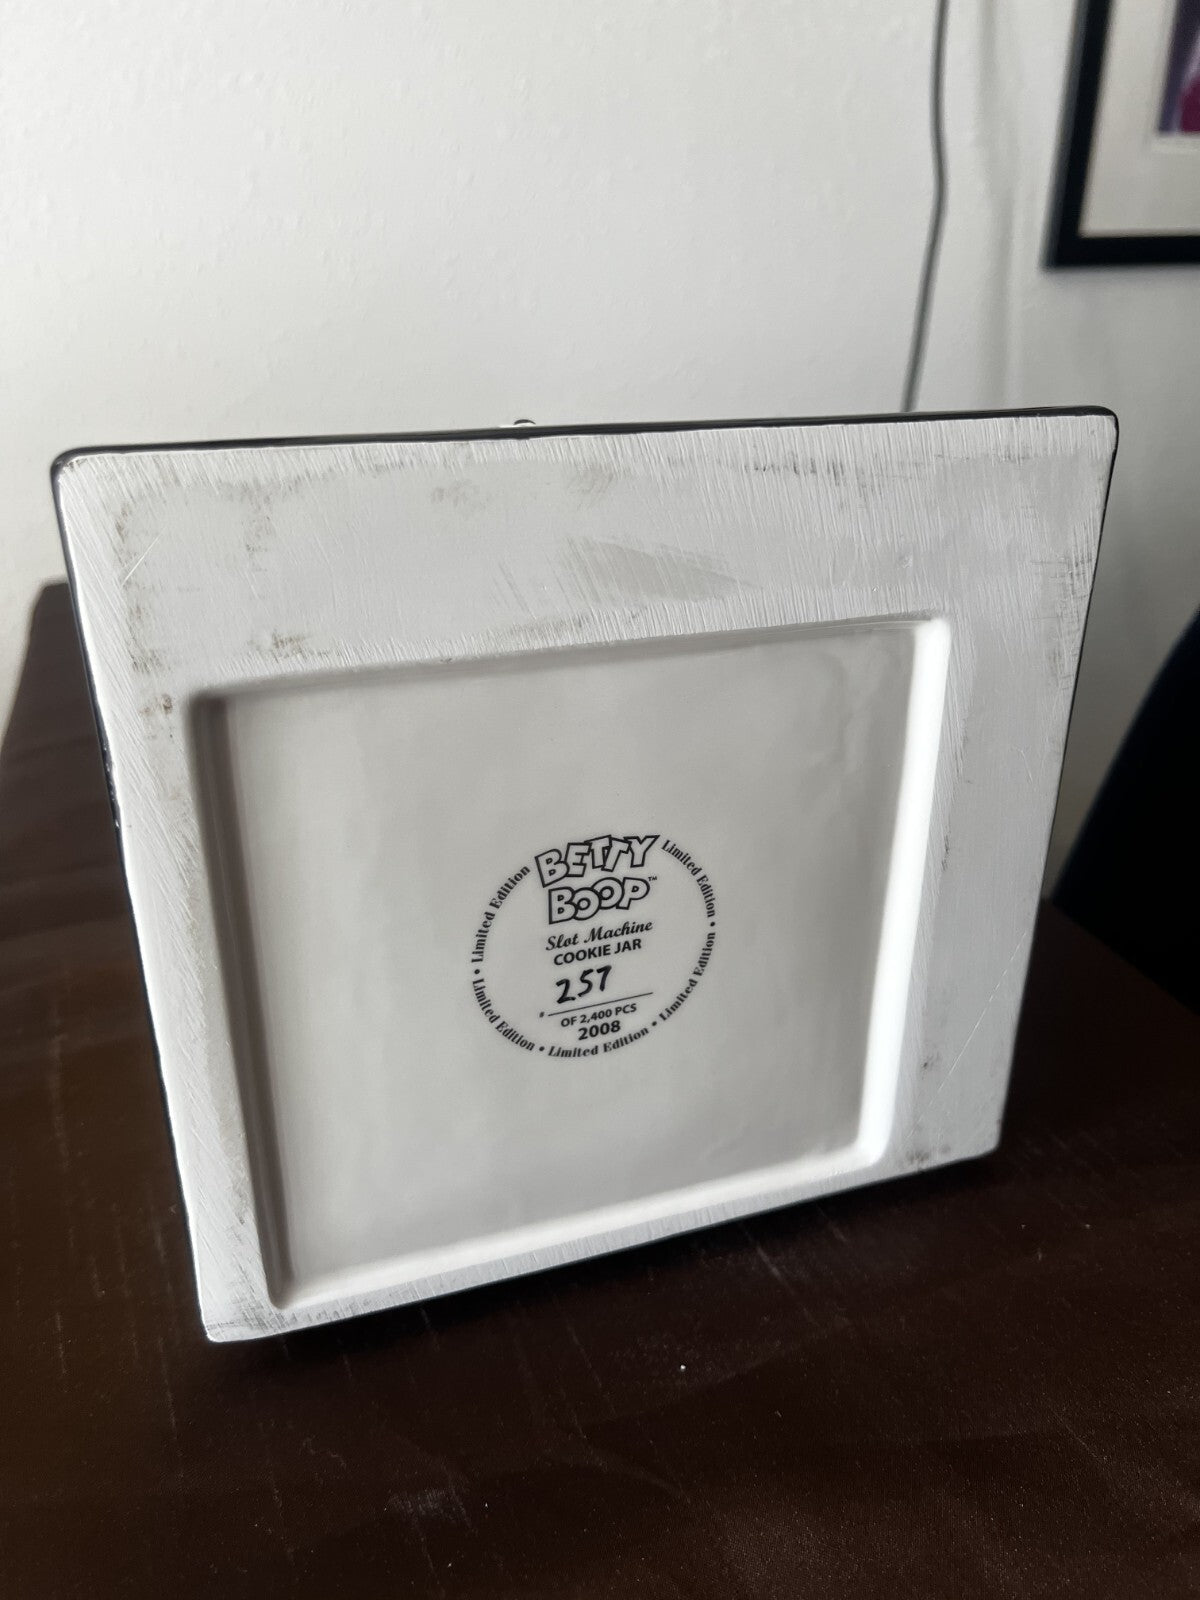 BETTY
BOOP™
Slot Machine
COOKIE JAR
257
#
OF 2,400 PCS
2008
Limited Edition • Limited Edition • Limited Edition • Limited Edition • Limited Edition